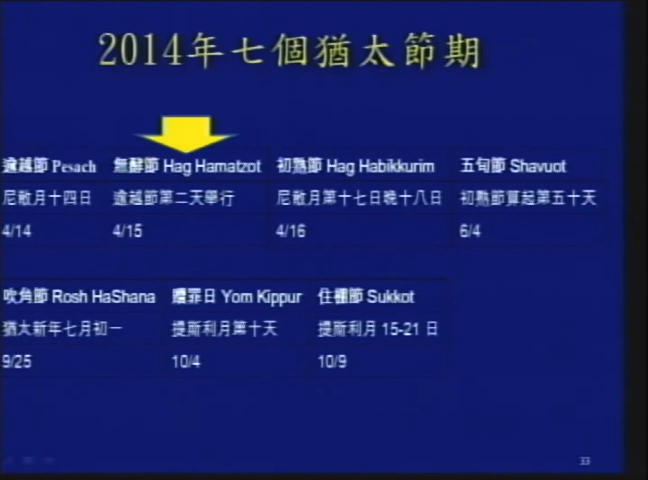 2014年七個猶太節期
逾越節 Pesach 無酵節 Hag Hamatzot 初熟節 Hag Habikkurim 五旬節 Shavuot
尼散月十四日 逾越節第二天舉行 尼散月第十七日晚十八日 初熟節算起第五十天
4/14 4/15 4/16 6/4
吹角節 Rosh HaShana 贖罪日 Yom Kippur 住棚節 Sukkot
猶太新年七月初一 提斯利月第十天 提斯利月 15-21 日
9/25 10/4 10/9
33